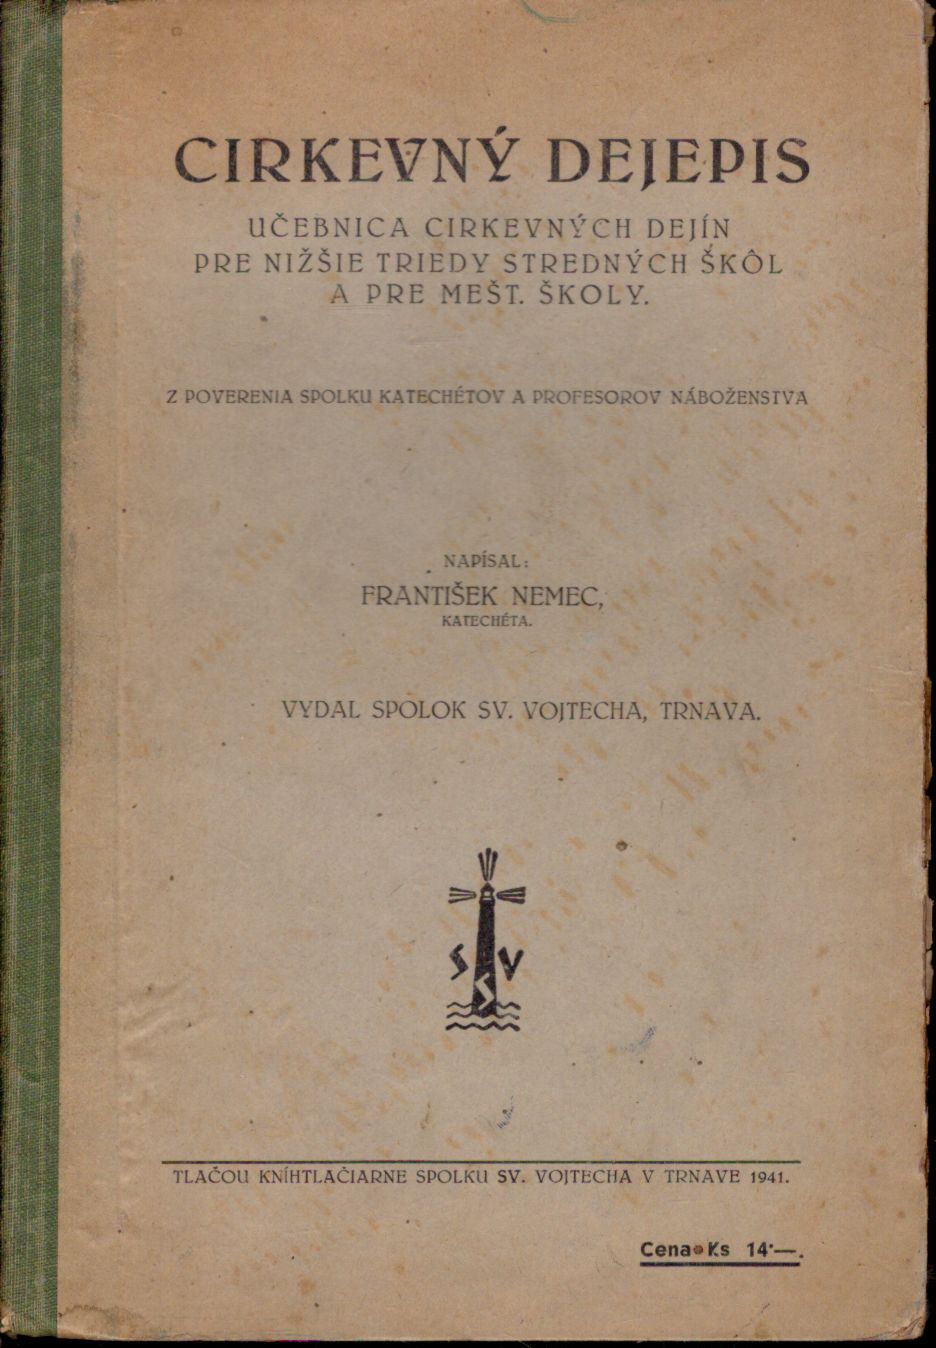 CIRKEVNÝ DEJEPIS
UČEBNICA CIRKEVNÝCH DEJÍN
PRE NIŽŠIE TRIEDY STREDNÝCH ŠKÔL
A PRE MEŠT. ŠKOLY.
Z POVERENIA SPOLKU KATECHÉTOV A PROFESOROV NÁBOŽENSTVA
NAPÍSAL:
FRANTIŠEK NEMEC,
KATECHÉTA.
VYDAL SPOLOK SV. VOJTECHA, TRNAVA.
S V
S
TLAČOU KNÍHTLAČIARNE SPOLKU SV. VOJTECHA V TRNAVE 1941.
Cena Ks 14·—.